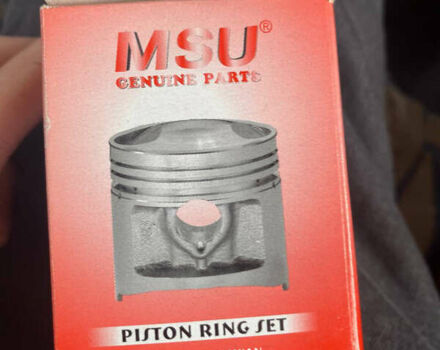 MSU®
GENUINE PARTS
PISTON RING SET